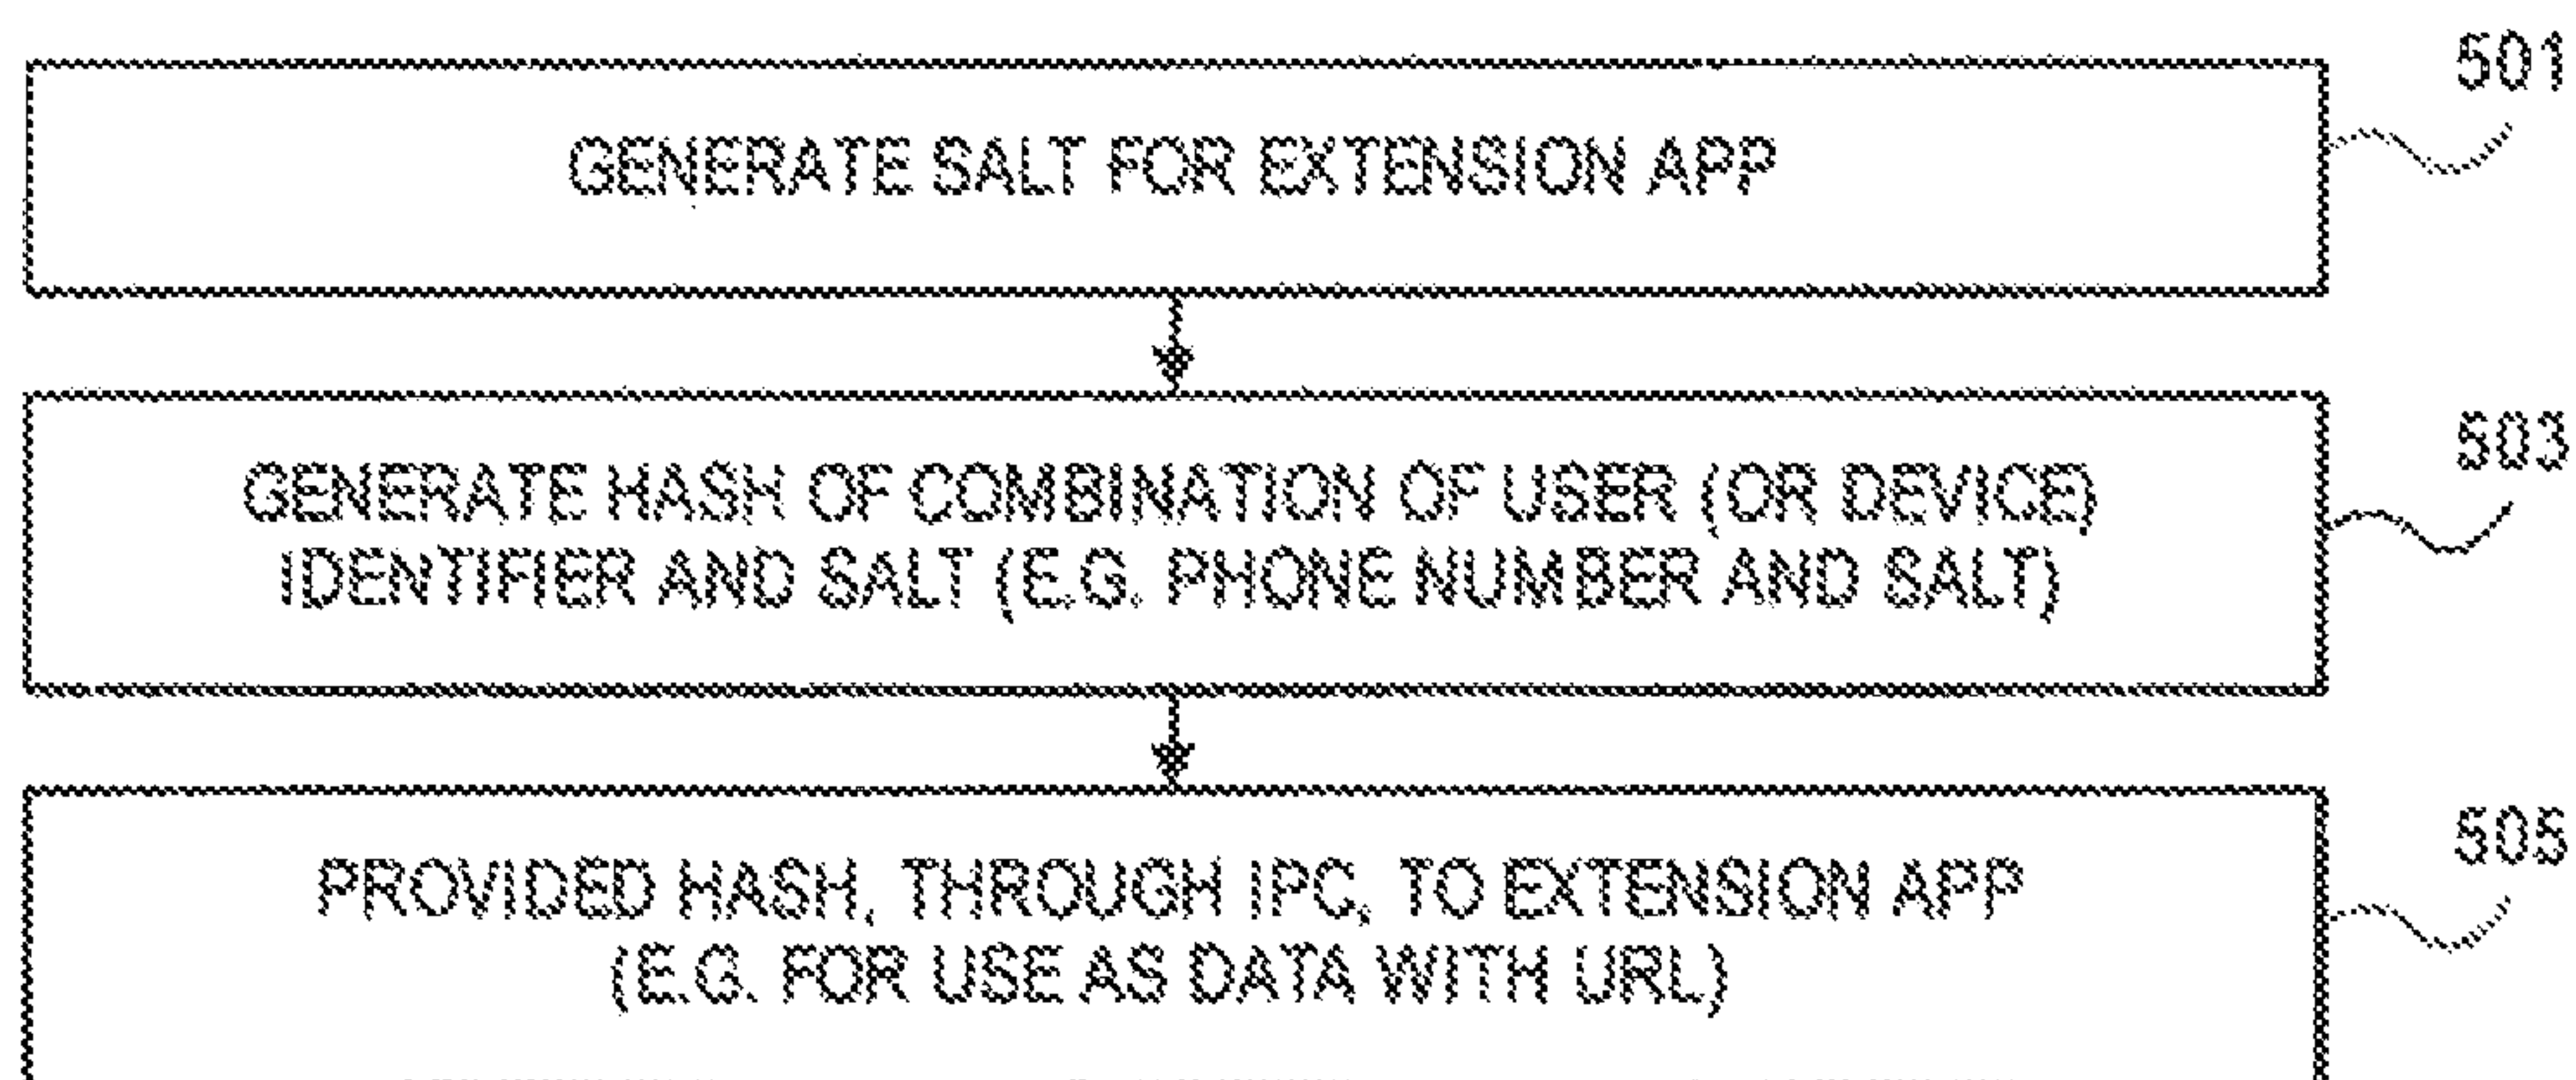 501
GENERATE SALT FOR EXTENSION APP
503
GENERATE HASH OF COMBINATION OF USER (OR DEVICE)
IDENTIFIER AND SALT (E.G. PHONE NUMBER AND SALT)
505
PROVIDED HASH, THROUGH IPC, TO EXTENSION APP
(E.G. FOR USE AS DATA WITH URL)